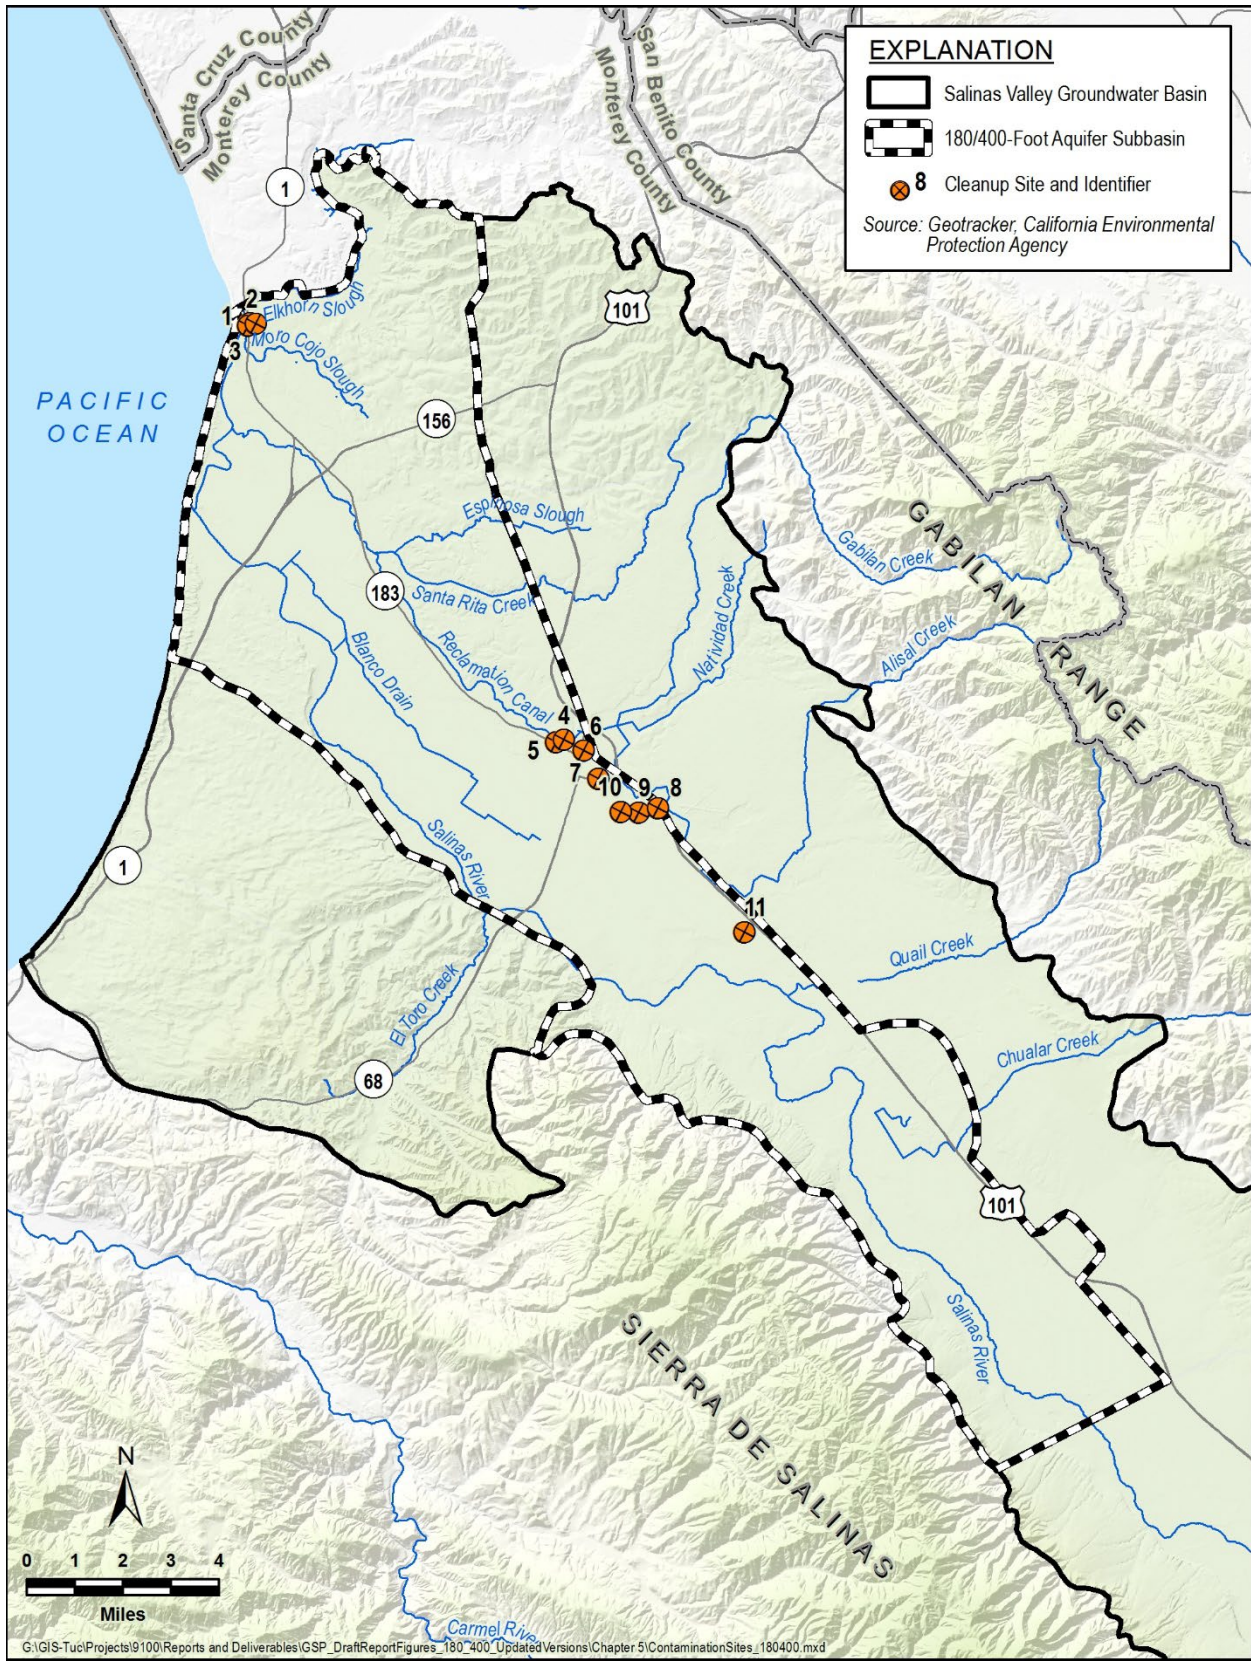 Santa Cruz County
Monterey County
San Benito County
Monterey County
EXPLANATION
Salinas Valley Groundwater Basin
180/400-Foot Aquifer Subbasin
8 Cleanup Site and Identifier
Source: Geotracker, California Environmental
Protection Agency
1
101
1
2
3
Elkhorn Slough
Moro Cojo Slough
PACIFIC
OCEAN
156
Espinosa Slough
Gabilan Creek
GABILAN
RANGE
183
Santa Rita Creek
Natividad Creek
Alisal Creek
Blanco Drain
Reclamation Canal
4
5
6
7
10
9
8
Salinas River
1
11
Quail Creek
El Toro Creek
Chualar Creek
68
101
Salinas River
SIERRA DE SALINAS
N
0 1 2 3 4
Miles
Carmel River
G:\GIS-Tuc\Projects\9100\Reports and Deliverables\GSP_DraftReportFigures_180_400_UpdatedVersions\Chapter 5\ContaminationSites_180400.mxd